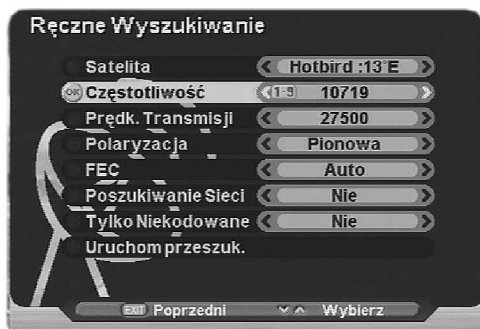 Ręczne Wyszukiwanie
Satelita Hotbird :13°E
OK Częstotliwość 1-9 10719
Prędk. Transmisji 27500
Polaryzacja Pionowa
FEC Auto
Poszukiwanie Sieci Nie
Tylko Niekodowane Nie
Uruchom przeszuk.
EXIT Poprzedni Wybierz